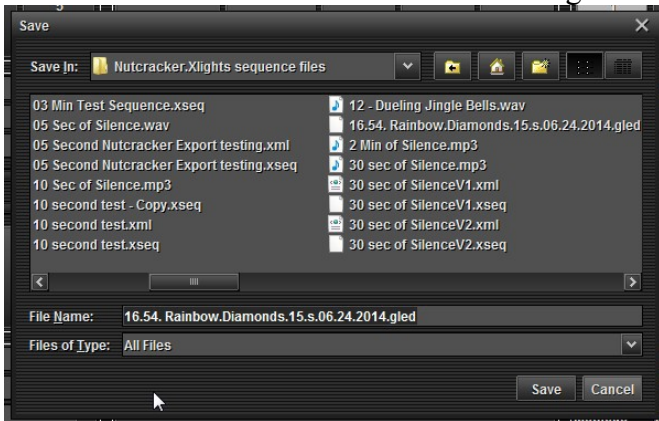 5
Save
Save In: Nutcracker.Xlights sequence files
03 Min Test Sequence.xseq
05 Sec of Silence.wav
05 Second Nutcracker Export testing.xml
05 Second Nutcracker Export testing.xseq
10 Sec of Silence.mp3
10 second test - Copy.xseq
10 second test.xml
10 second test.xseq
12 - Dueling Jingle Bells.wav
16.54. Rainbow.Diamonds.15.s.06.24.2014.gled
2 Min of Silence.mp3
30 sec of Silence.mp3
30 sec of SilenceV1.xml
30 sec of SilenceV1.xseq
30 sec of SilenceV2.xml
30 sec of SilenceV2.xseq
File Name: 16.54. Rainbow.Diamonds.15.s.06.24.2014.gled
Files of Type: All Files
Save Cancel